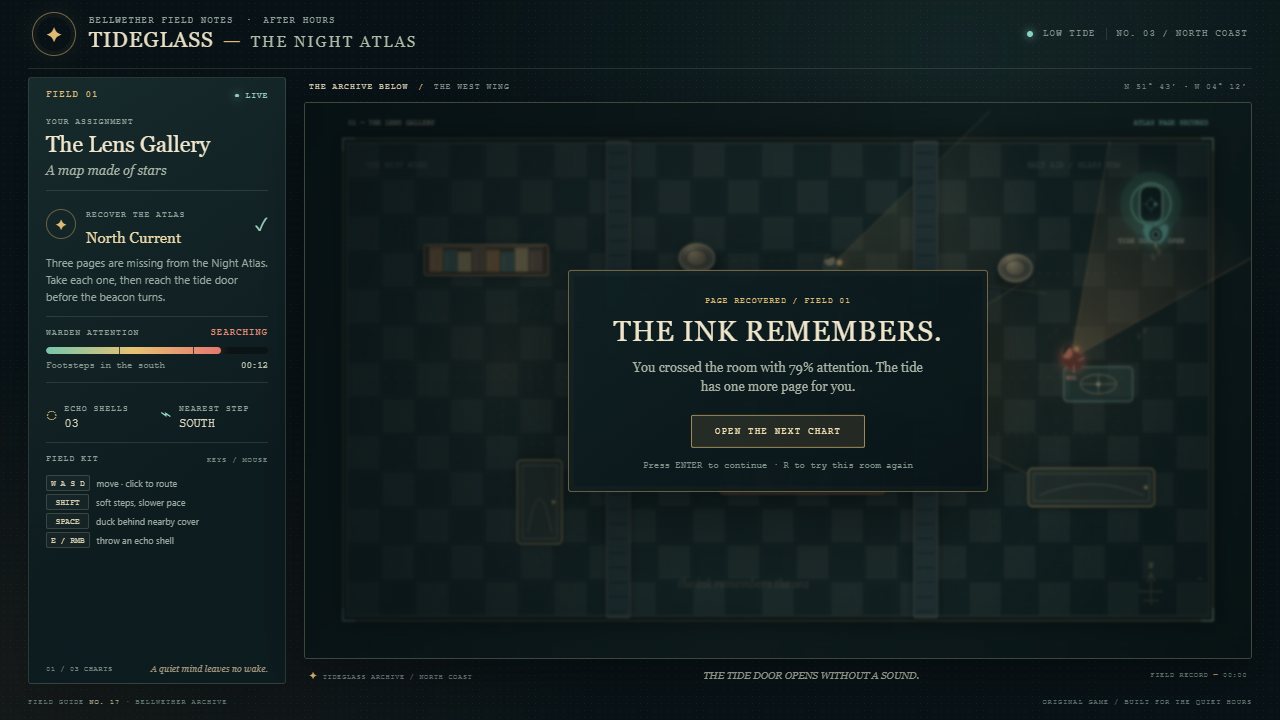 BELLWETHER FIELD NOTES · AFTER HOURS
TIDEGLASS — THE NIGHT ATLAS
LOW TIDE
NO. 03 / NORTH COAST
FIELD 01
LIVE
YOUR ASSIGNMENT
The Lens Gallery
A map made of stars
RECOVER THE ATLAS
North Current
Three pages are missing from the Night Atlas.
Take each one, then reach the tide door
before the beacon turns.
WARDEN ATTENTION
SEARCHING
Footsteps in the south
00:12
ECHO SHELLS
03
NEAREST STEP
SOUTH
FIELD KIT
KEYS / MOUSE
W A S D move · click to route
SHIFT soft steps, slower pace
SPACE duck behind nearby cover
E / RMB throw an echo shell
01 / 03 CHARTS
A quiet mind leaves no wake.
THE ARCHIVE BELOW / THE WEST WING
N 51° 43' · W 04° 12'
01 — THE LENS GALLERY
ATLAS PAGE SECURED
PAGE RECOVERED / FIELD 01
THE INK REMEMBERS.
You crossed the room with 79% attention. The tide
has one more page for you.
OPEN THE NEXT CHART
Press ENTER to continue · R to try this room again
TIDEGLASS ARCHIVE / NORTH COAST
THE TIDE DOOR OPENS WITHOUT A SOUND.
FIELD RECORD — 00:00
FIELD GUIDE NO. 17 · BELLWETHER ARCHIVE
ORIGINAL GAME / BUILT FOR THE QUIET HOURS